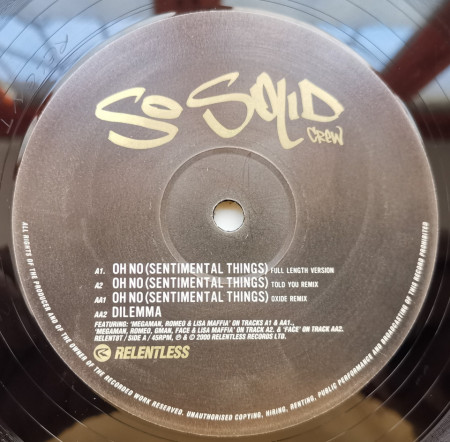 So Solid
Crew
A1. OH NO (SENTIMENTAL THINGS) FULL LENGTH VERSION
A2 OH NO (SENTIMENTAL THINGS) TOLD YOU REMIX
AA1 OH NO (SENTIMENTAL THINGS) OXIDE REMIX
AA2 DILEMMA
FEATURING: 'MEGAMAN, ROMEO & LISA MAFFIA' ON TRACKS A1 & AA1.,
'MEGAMAN, ROMEO, OMAN, FACE & LISA MAFFIA' ON TRACK A2. & 'FACE' ON TRACK AA2.
RELENT6T / SIDE A / 45RPM, ℗ & © 2000 RELENTLESS RECORDS LTD.
RELENTLESS
ALL RIGHTS OF THE PRODUCER AND OF THE OWNER OF THE RECORDED WORK RESERVED. UNAUTHORISED COPYING, HIRING, RENTING, PUBLIC PERFORMANCE AND BROADCASTING OF THIS RECORD PROHIBITED